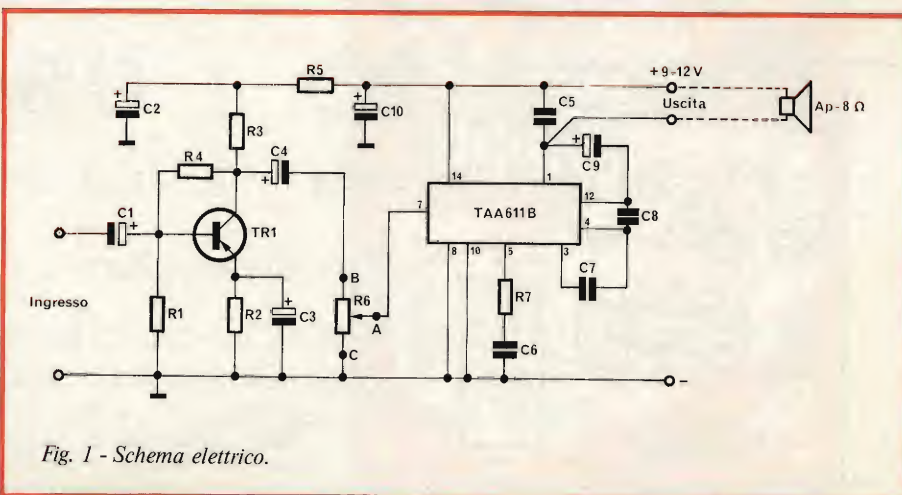 +9÷12 V
R5
Uscita
Ap-8 Ω
+
C2
+
C10
C5
R3
+
C9
R4
C4
+
14
1
12
C1
+
7
TAA611B
4
C8
TR1
8
10
5
3
C7
B
Ingresso
R6
A
R7
R1
R2
+
C3
C
C6
-
Fig. 1 - Schema elettrico.